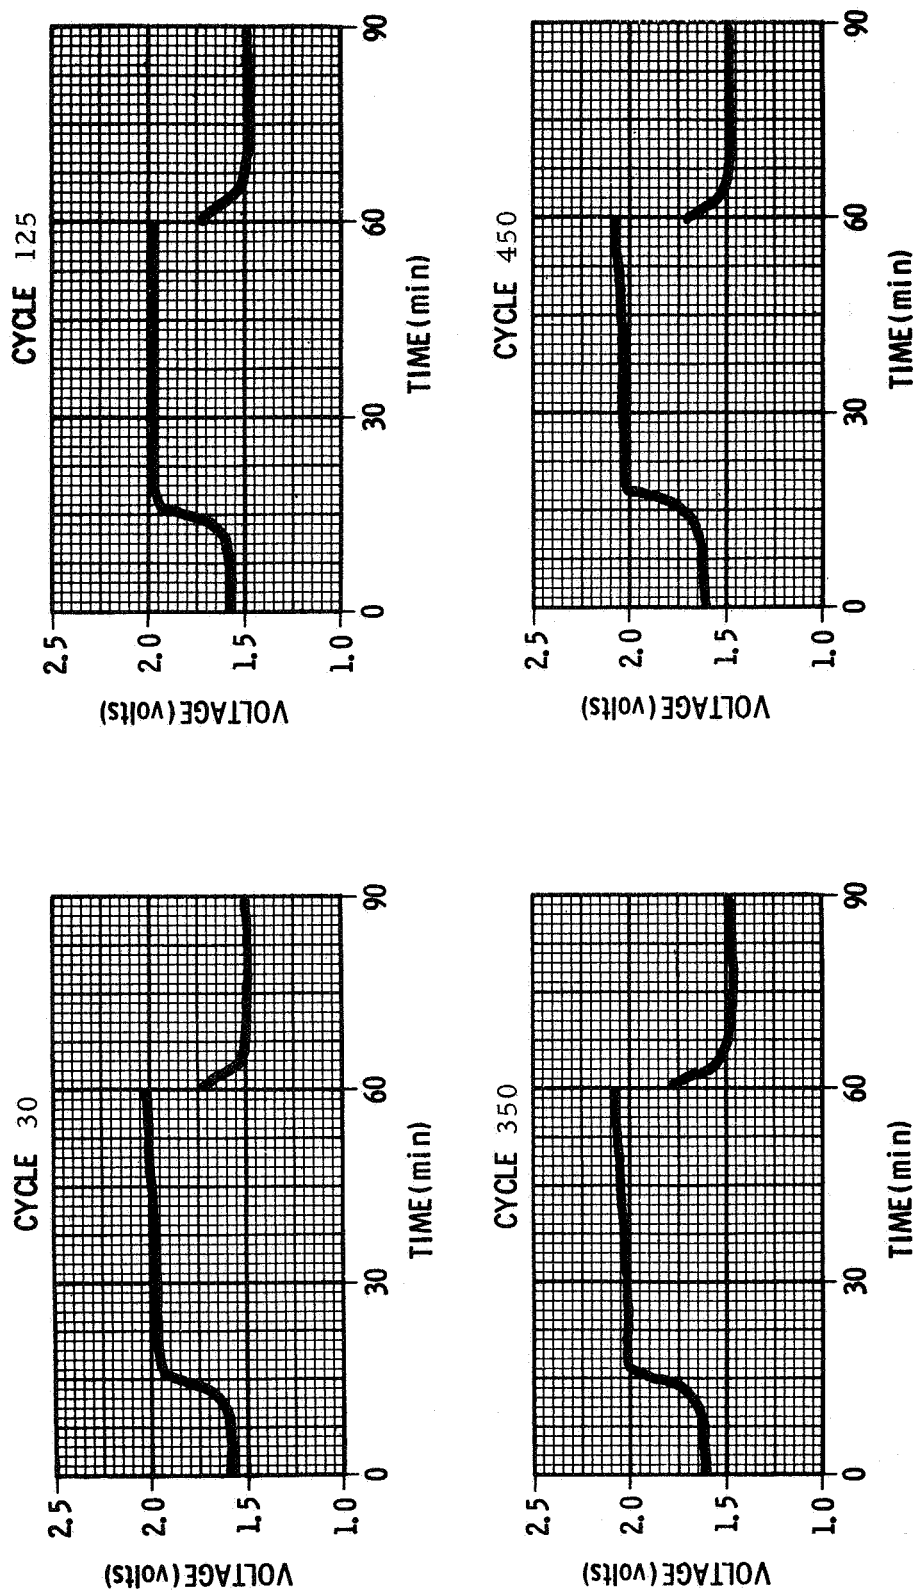 CYCLE 30
2.5
2.0
1.5
1.0
VOLTAGE (volts)
0
30
60
90
TIME (min)
CYCLE 125
2.5
2.0
1.5
1.0
VOLTAGE (volts)
0
30
60
90
TIME (min)
CYCLE 350
2.5
2.0
1.5
1.0
VOLTAGE (volts)
0
30
60
90
TIME (min)
CYCLE 450
2.5
2.0
1.5
1.0
VOLTAGE (volts)
0
30
60
90
TIME (min)